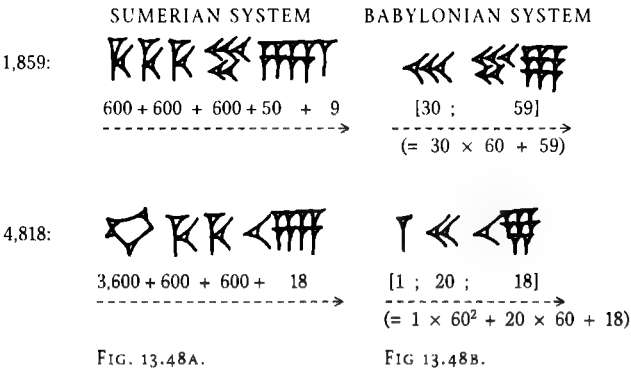 SUMERIAN SYSTEM BABYLONIAN SYSTEM
1,859:
600 + 600 + 600 + 50 + 9 [30 ; 59]
(= 30 × 60 + 59)
4,818:
3,600 + 600 + 600 + 18 [1 ; 20 ; 18]
(= 1 × 60² + 20 × 60 + 18)
FIG. 13.48A. FIG 13.48B.